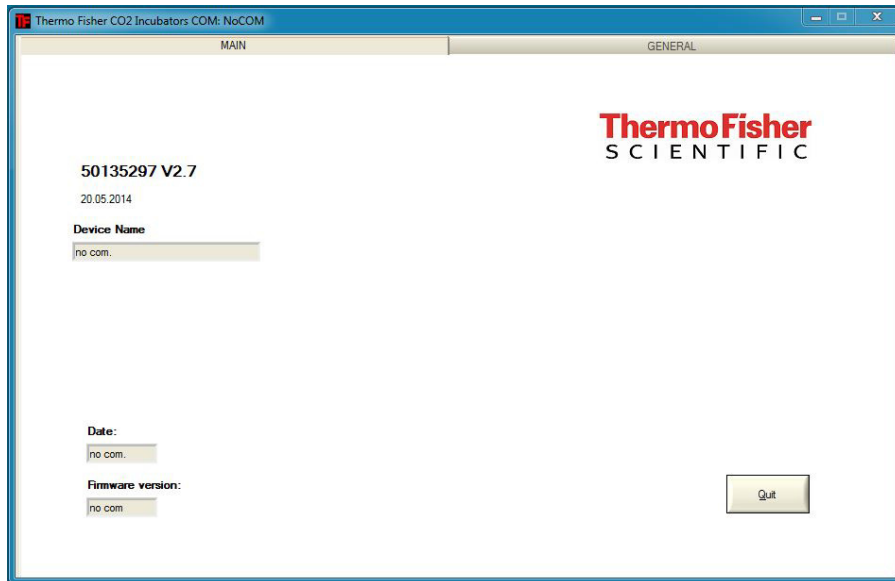 Thermo Fisher CO2 Incubators COM: NoCOM
MAIN GENERAL
ThermoFisher
SCIENTIFIC
50135297 V2.7
20.05.2014
Device Name
no com.
Date:
no com.
Firmware version:
no com
Quit